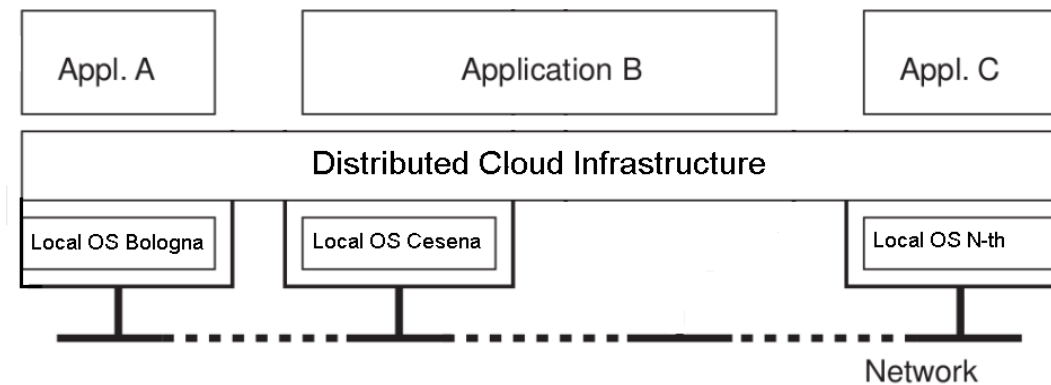 Appl. A
Application B
Appl. C
Distributed Cloud Infrastructure
Local OS Bologna
Local OS Cesena
Local OS N-th
Network